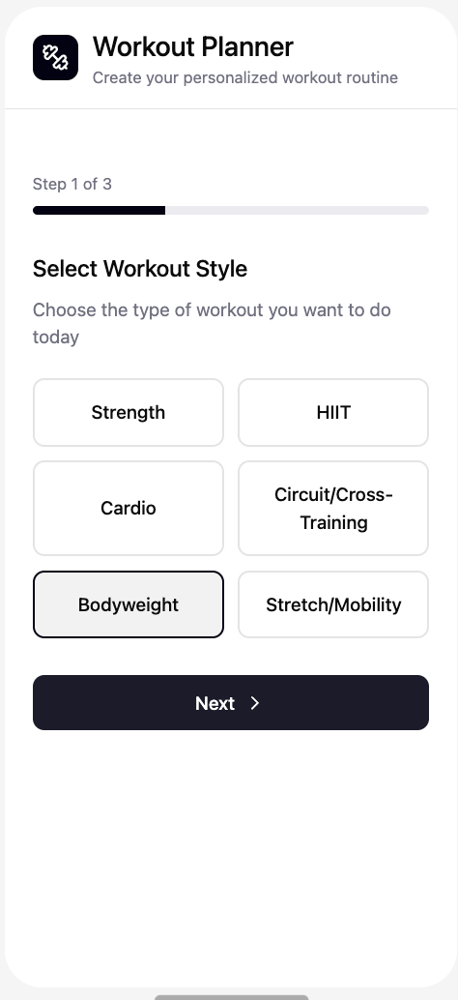 Workout Planner
Create your personalized workout routine
Step 1 of 3
Select Workout Style
Choose the type of workout you want to do
today
Strength
HIIT
Cardio
Circuit/Cross-
Training
Bodyweight
Stretch/Mobility
Next